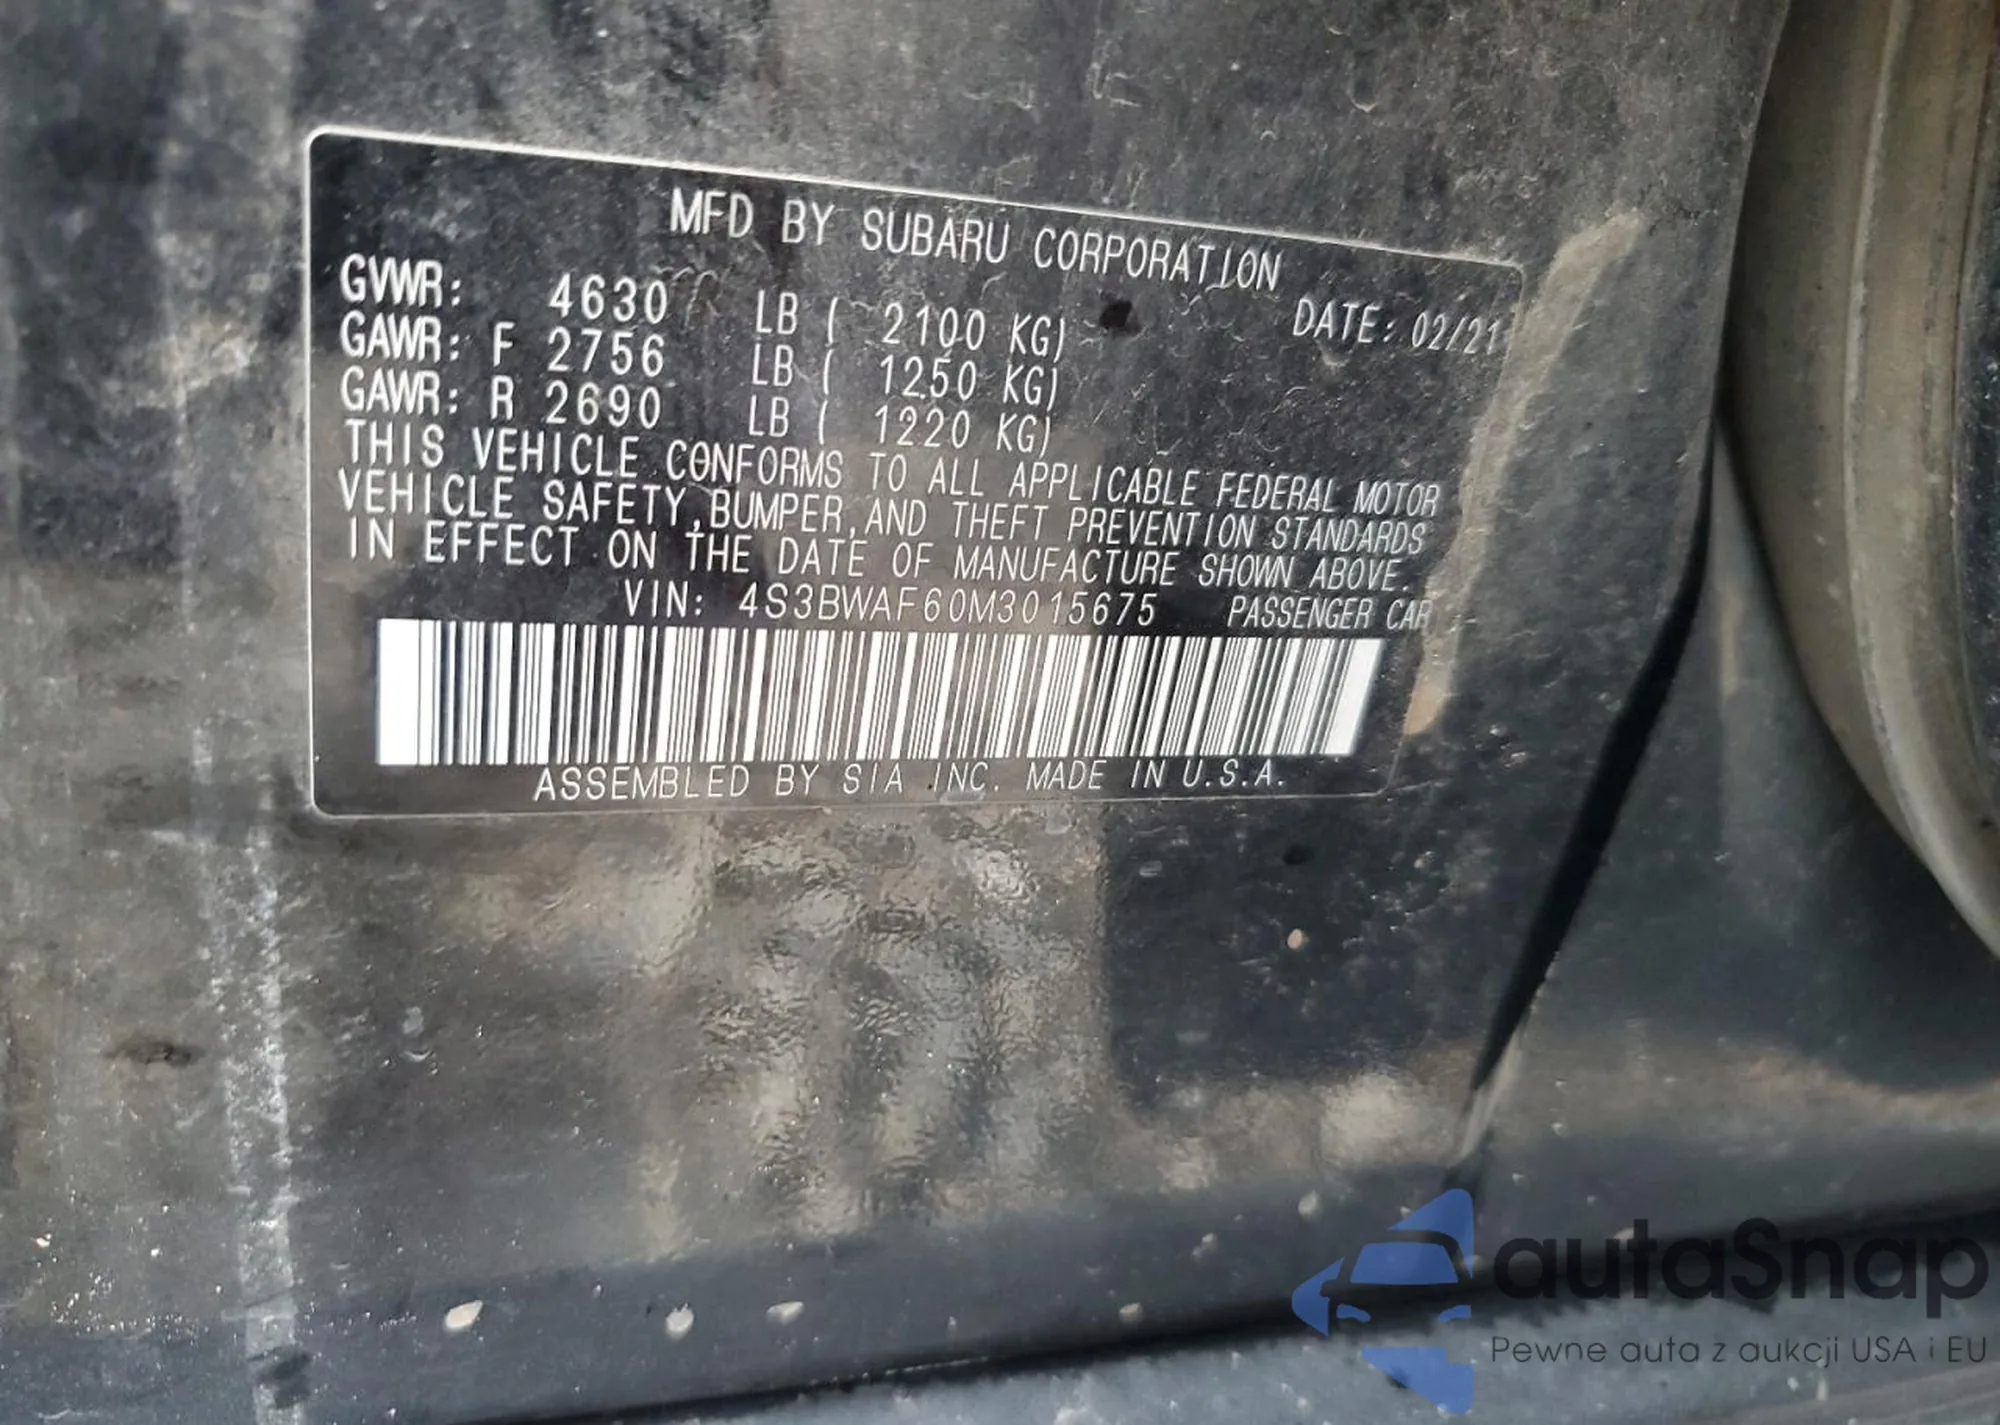 MFD BY SUBARU CORPORATION
GVWR: 4630 LB ( 2100 KG) DATE: 02/21
GAWR: F 2756 LB ( 1250 KG)
GAWR: R 2690 LB ( 1220 KG)
THIS VEHICLE CONFORMS TO ALL APPLICABLE FEDERAL MOTOR
VEHICLE SAFETY, BUMPER, AND THEFT PREVENTION STANDARDS
IN EFFECT ON THE DATE OF MANUFACTURE SHOWN ABOVE.
VIN: 4S3BWAF60M3015675 PASSENGER CAR
ASSEMBLED BY SIA INC. MADE IN U.S.A.
autaSnap
Pewne auta z aukcji USA i EU